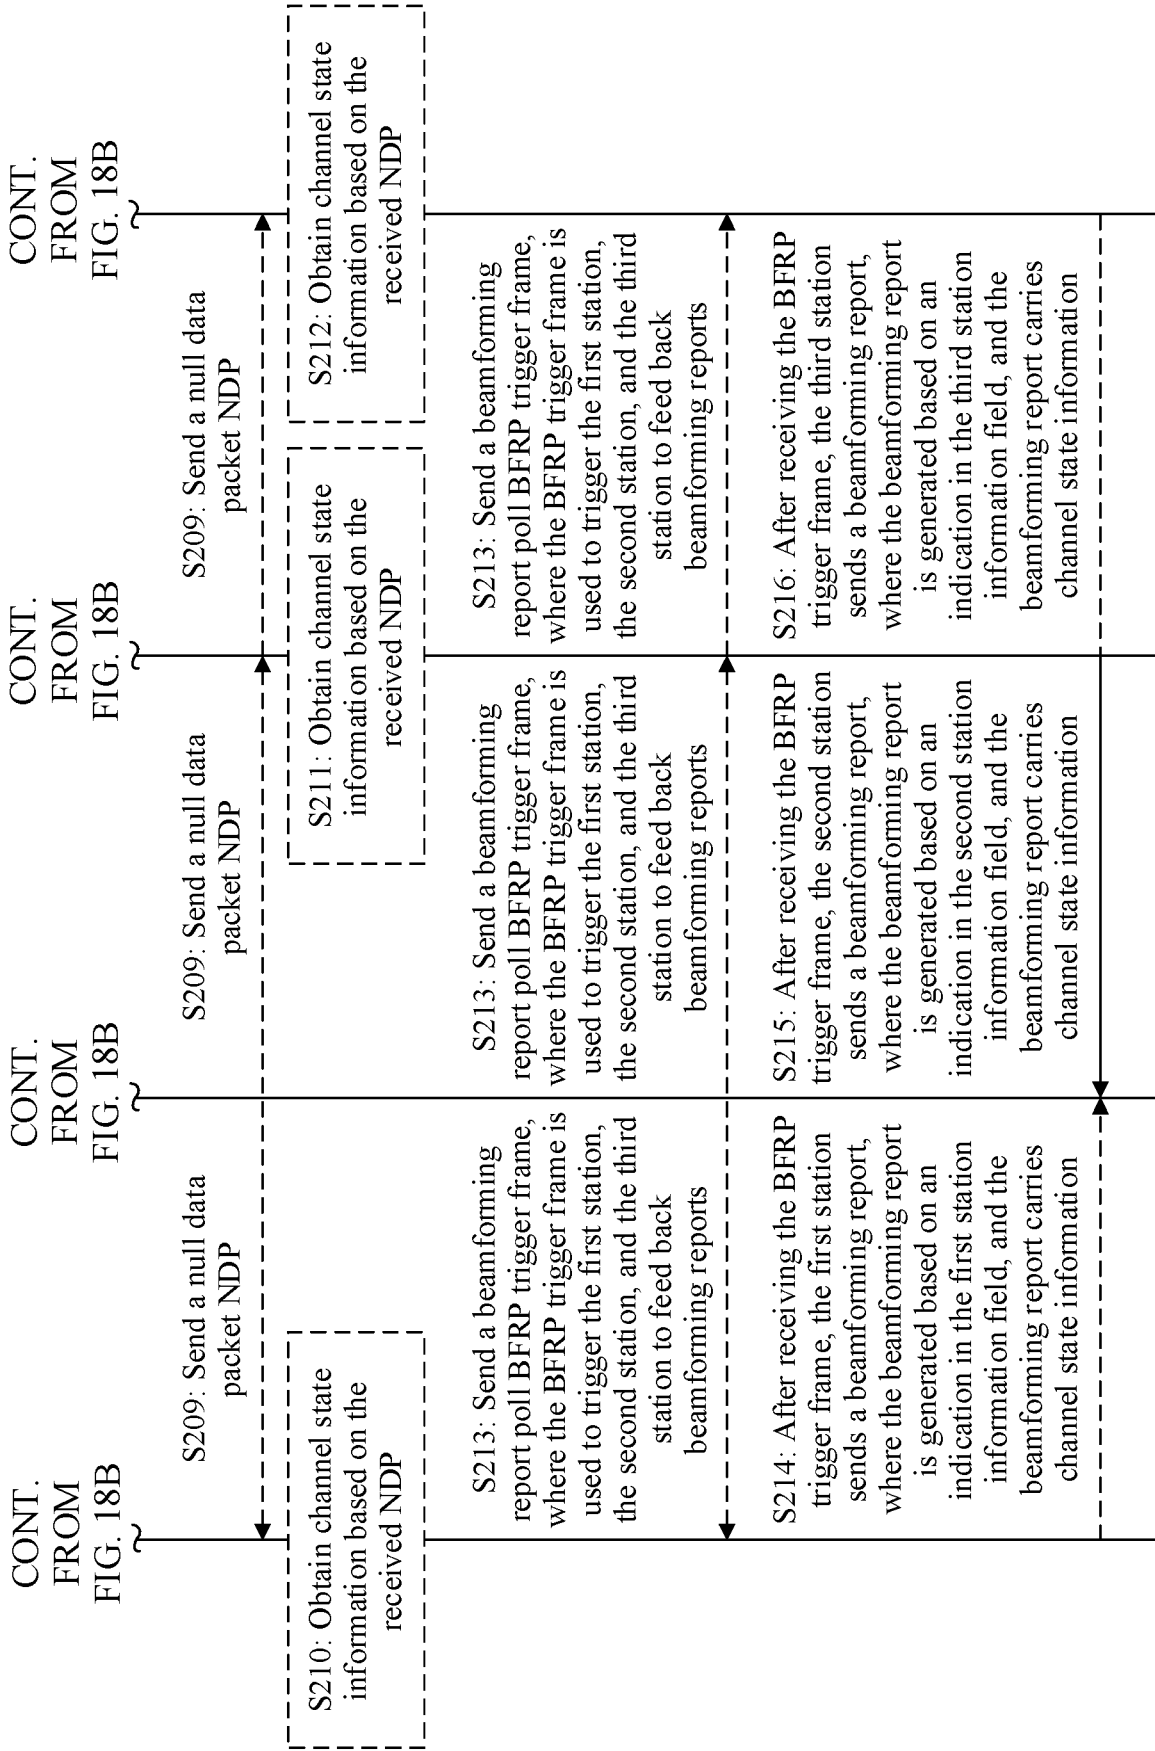 CONT.
FROM
FIG. 18B
CONT.
FROM
FIG. 18B
CONT.
FROM
FIG. 18B
CONT.
FROM
FIG. 18B
S209: Send a null data
packet NDP
S209: Send a null data
packet NDP
S209: Send a null data
packet NDP
S210: Obtain channel state
information based on the
received NDP
S211: Obtain channel state
information based on the
received NDP
S212: Obtain channel state
information based on the
received NDP
S213: Send a beamforming
report poll BFRP trigger frame,
where the BFRP trigger frame is
used to trigger the first station,
the second station, and the third
station to feed back
beamforming reports
S213: Send a beamforming
report poll BFRP trigger frame,
where the BFRP trigger frame is
used to trigger the first station,
the second station, and the third
station to feed back
beamforming reports
S213: Send a beamforming
report poll BFRP trigger frame,
where the BFRP trigger frame is
used to trigger the first station,
the second station, and the third
station to feed back
beamforming reports
S214: After receiving the BFRP
trigger frame, the first station
sends a beamforming report,
where the beamforming report
is generated based on an
indication in the first station
information field, and the
beamforming report carries
channel state information
S215: After receiving the BFRP
trigger frame, the second station
sends a beamforming report,
where the beamforming report
is generated based on an
indication in the second station
information field, and the
beamforming report carries
channel state information
S216: After receiving the BFRP
trigger frame, the third station
sends a beamforming report,
where the beamforming report
is generated based on an
indication in the third station
information field, and the
beamforming report carries
channel state information